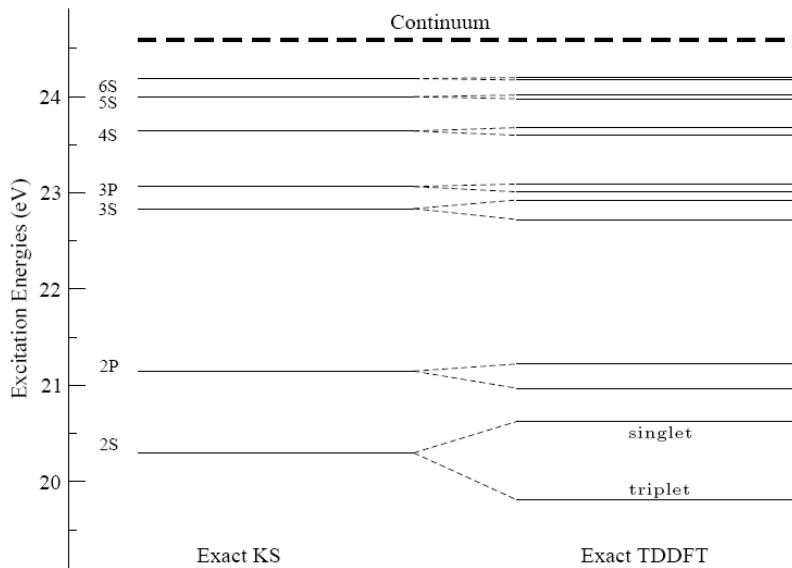 Continuum
6S
24
5S
4S
3P
23
3S
22
2P
21
singlet
2S
20
triplet
Excitation Energies (eV)
Exact KS
Exact TDDFT